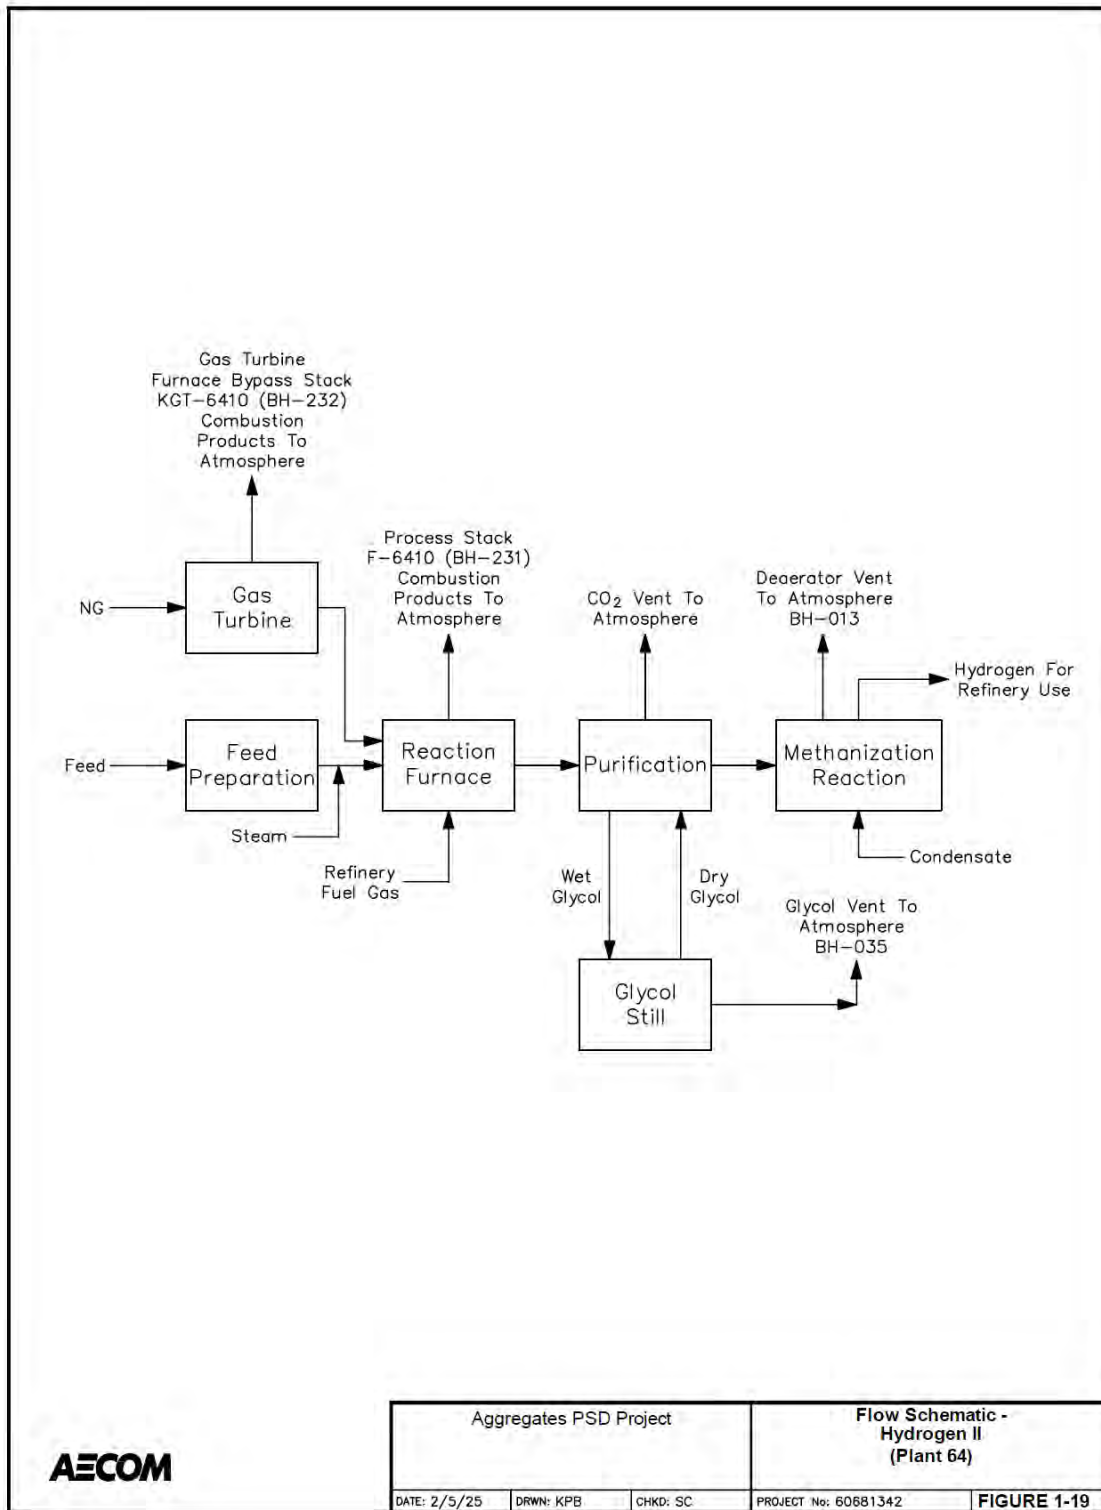 Gas Turbine
Furnace Bypass Stack
KGT-6410 (BH-232)
Combustion
Products To
Atmosphere
Process Stack
F-6410 (BH-231)
Combustion
Products To
Atmosphere
CO₂ Vent To
Atmosphere
Deaerator Vent
To Atmosphere
BH-013
NG
Gas
Turbine
Hydrogen For
Refinery Use
Feed
Feed
Preparation
Reaction
Furnace
Purification
Methanization
Reaction
Steam
Refinery
Fuel Gas
Wet
Glycol
Dry
Glycol
Condensate
Glycol Vent To
Atmosphere
BH-035
Glycol
Still
AECOM
Aggregates PSD Project
Flow Schematic -
Hydrogen II
(Plant 64)
DATE: 2/5/25
DRWN: KPB
CHKD: SC
PROJECT No: 60681342
FIGURE 1-19